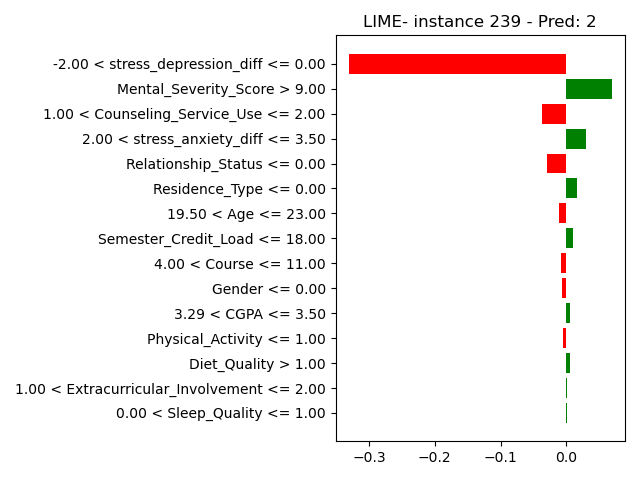 LIME- instance 239 - Pred: 2
-2.00 < stress_depression_diff <= 0.00
Mental_Severity_Score > 9.00
1.00 < Counseling_Service_Use <= 2.00
2.00 < stress_anxiety_diff <= 3.50
Relationship_Status <= 0.00
Residence_Type <= 0.00
19.50 < Age <= 23.00
Semester_Credit_Load <= 18.00
4.00 < Course <= 11.00
Gender <= 0.00
3.29 < CGPA <= 3.50
Physical_Activity <= 1.00
Diet_Quality > 1.00
1.00 < Extracurricular_Involvement <= 2.00
0.00 < Sleep_Quality <= 1.00
−0.3 −0.2 −0.1 0.0